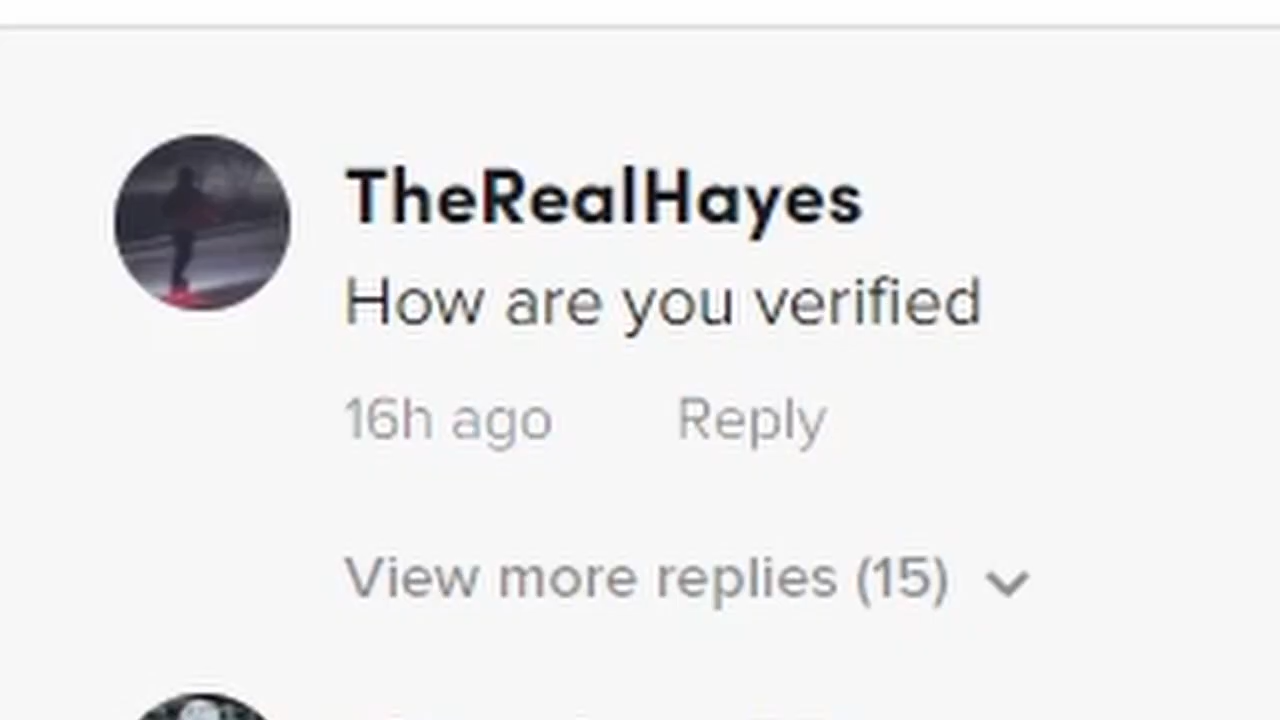 TheRealHayes
How are you verified
16h ago Reply
View more replies (15)